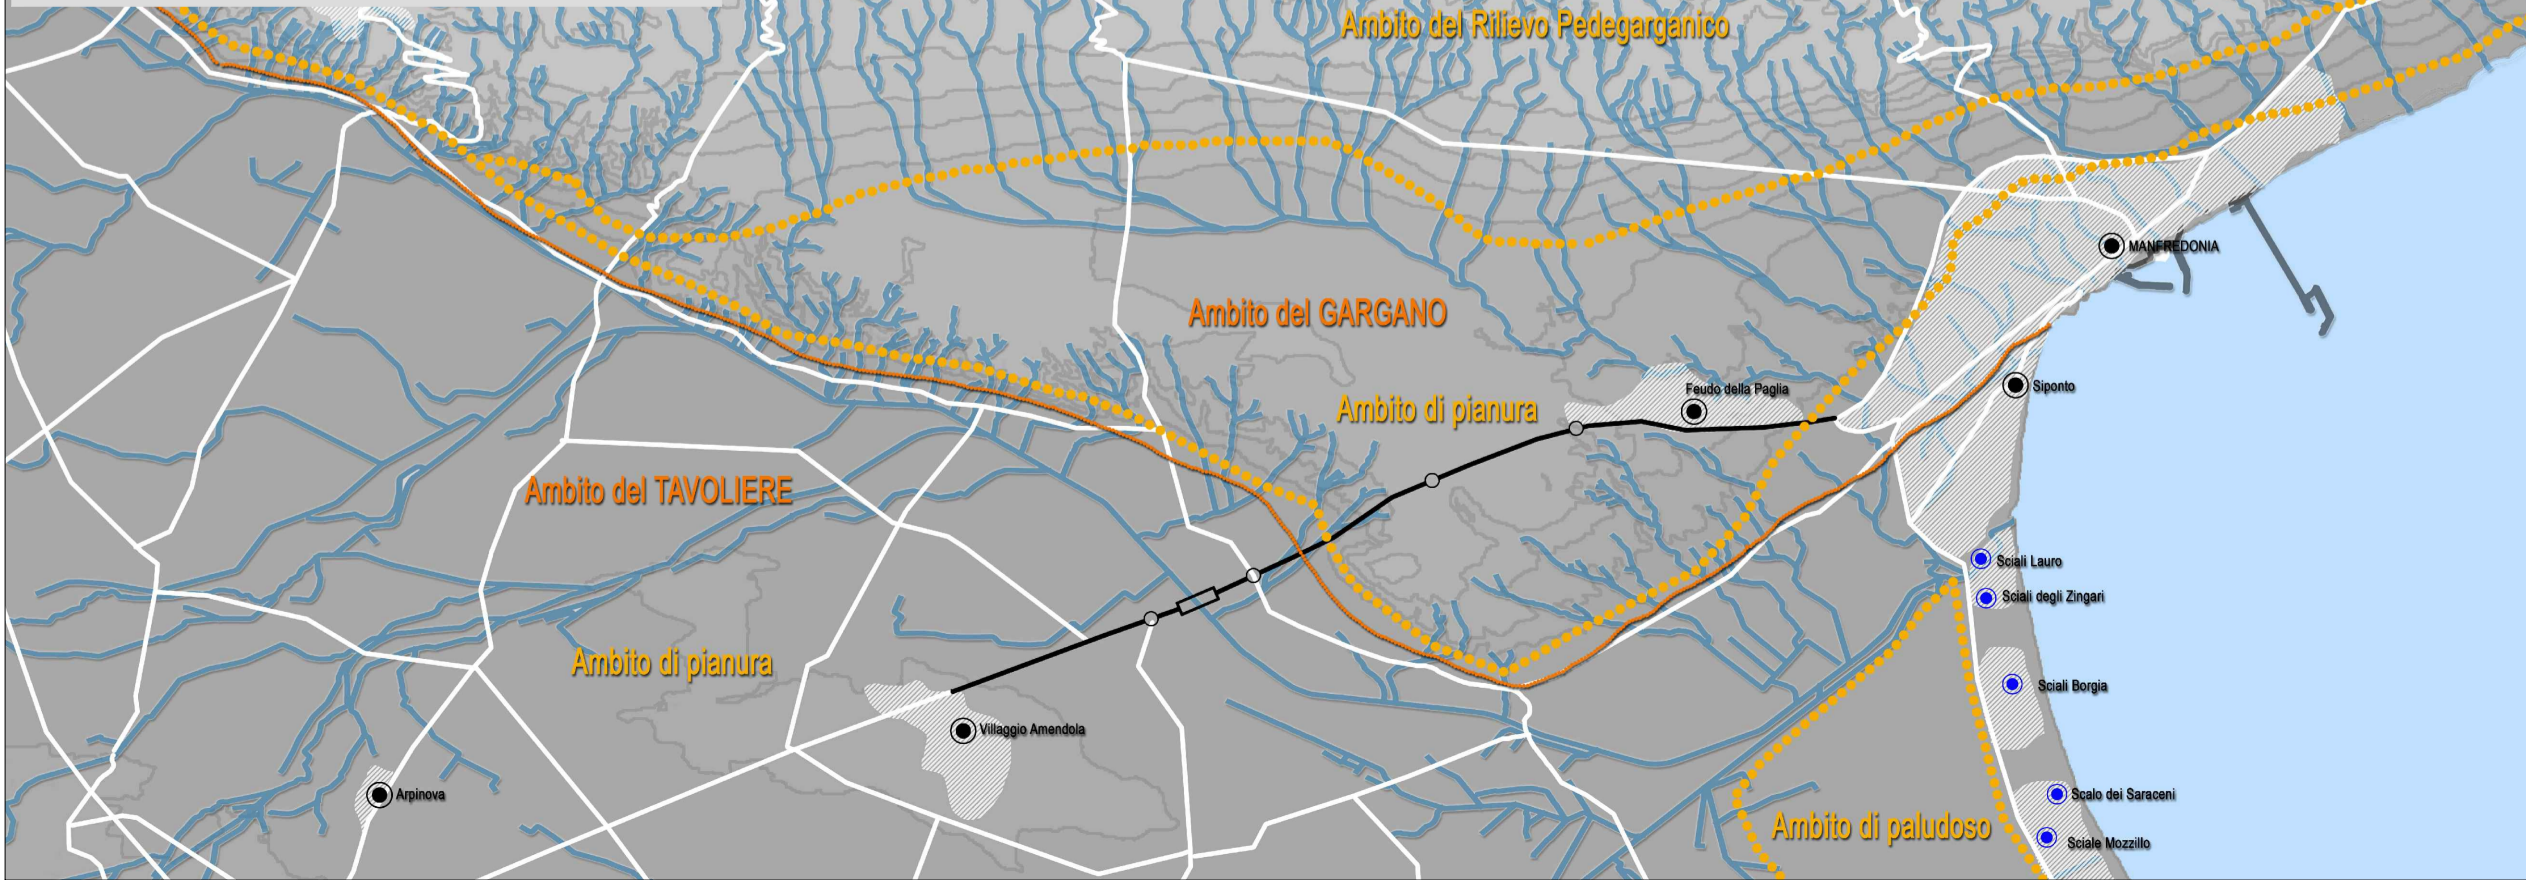 Ambito del Rilievo Pedegarganico
MANFREDONIA
Ambito del GARGANO
Siponto
Feudo della Paglia
Ambito di pianura
Ambito del TAVOLIERE
Sciali Lauro
Sciali degli Zingari
Ambito di pianura
Sciali Borgia
Villaggio Amendola
Arpinova
Scalo dei Saraceni
Ambito di paludoso
Sciale Mozzillo